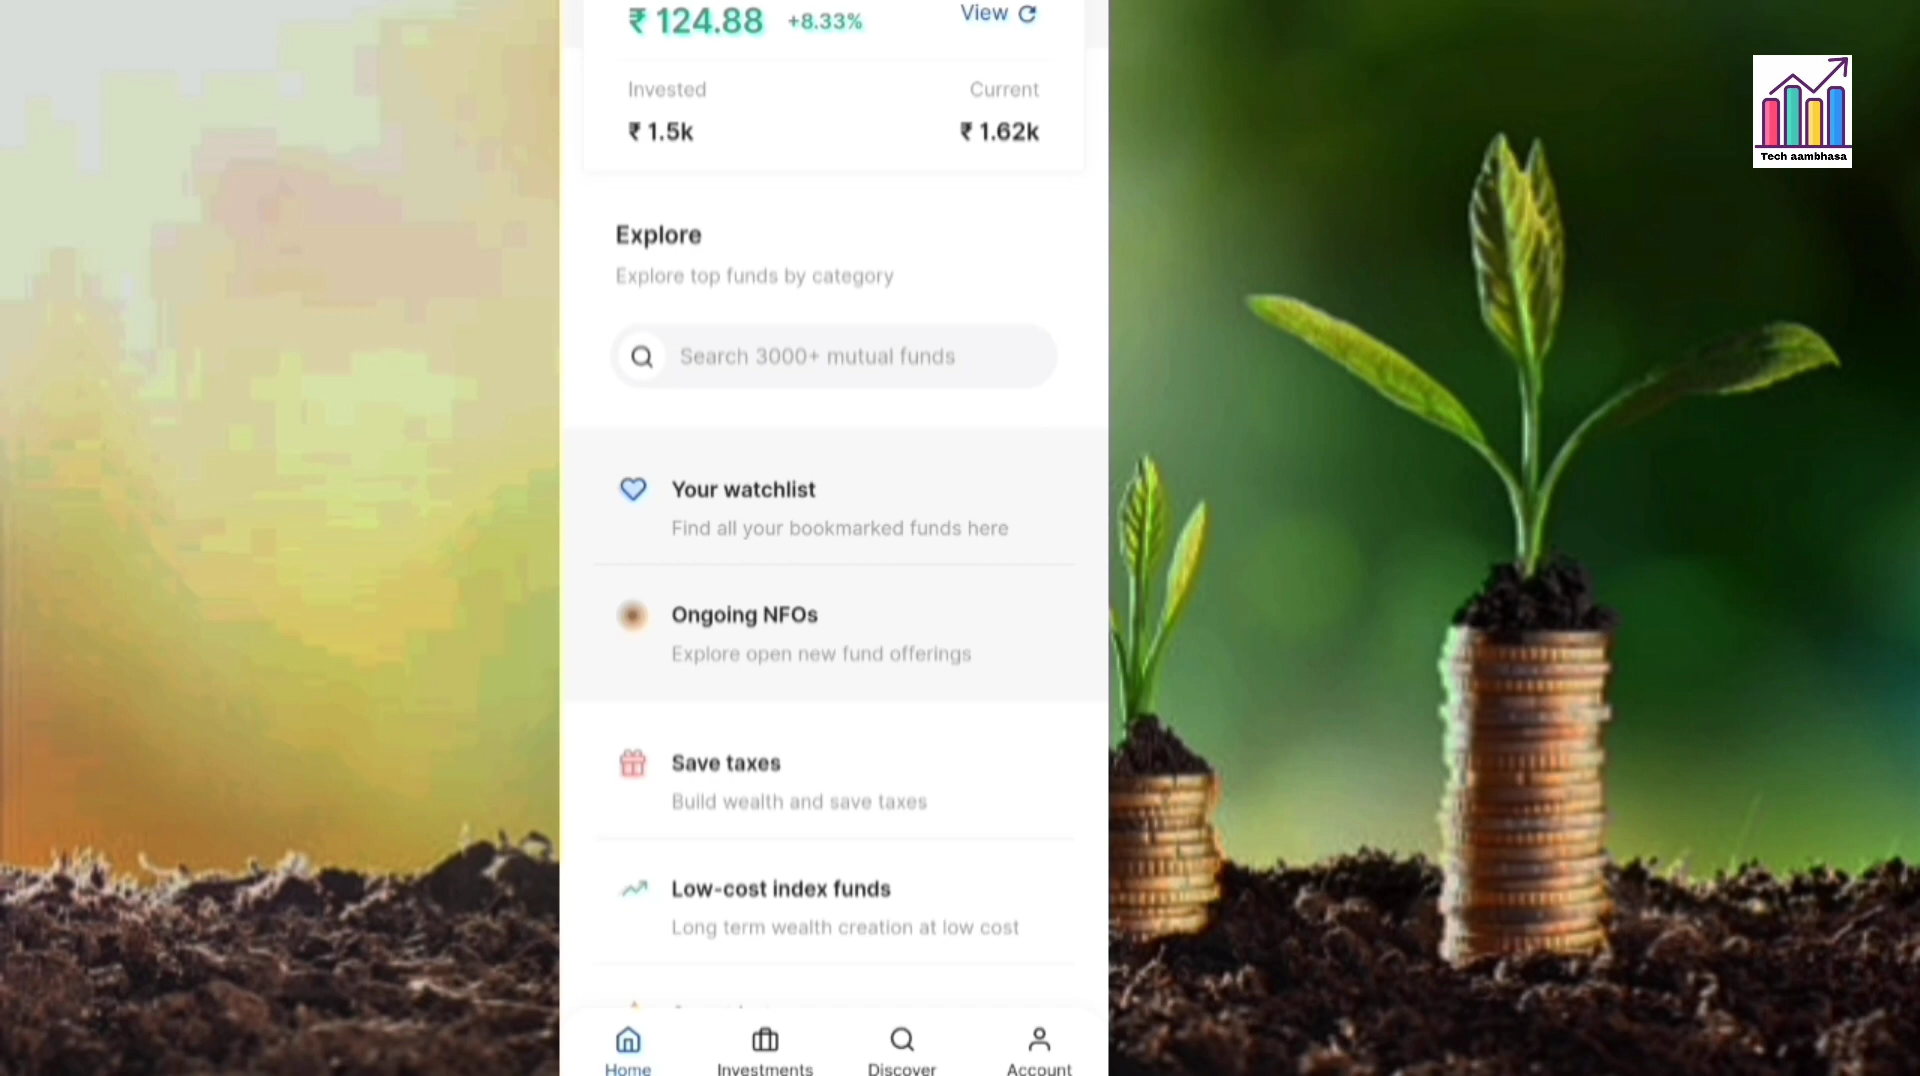 ₹ 124.88 +8.33% View
Invested Current
₹ 1.5k ₹ 1.62k
Explore
Explore top funds by category
Search 3000+ mutual funds
Your watchlist
Find all your bookmarked funds here
Ongoing NFOs
Explore open new fund offerings
Save taxes
Build wealth and save taxes
Low-cost index funds
Long term wealth creation at low cost
Home Investments Discover Account
Tech aambhasa